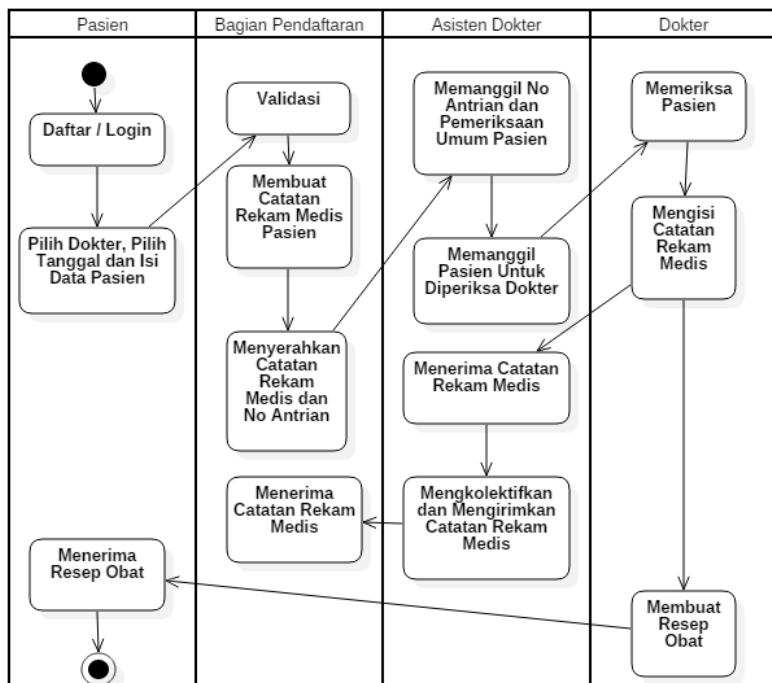 Pasien
Bagian Pendaftaran
Asisten Dokter
Dokter
Daftar / Login
Pilih Dokter, Pilih
Tanggal dan Isi
Data Pasien
Validasi
Membuat
Catatan
Rekam Medis
Pasien
Menyerahkan
Catatan
Rekam
Medis dan
No Antrian
Memanggil No
Antrian dan
Pemeriksaan
Umum Pasien
Memanggil
Pasien Untuk
Diperiksa Dokter
Memeriksa
Pasien
Mengisi
Catatan
Rekam
Medis
Menerima Catatan
Rekam Medis
Mengkolektifkan
dan Mengirimkan
Catatan Rekam
Medis
Menerima
Catatan Rekam
Medis
Membuat
Resep
Obat
Menerima
Resep Obat